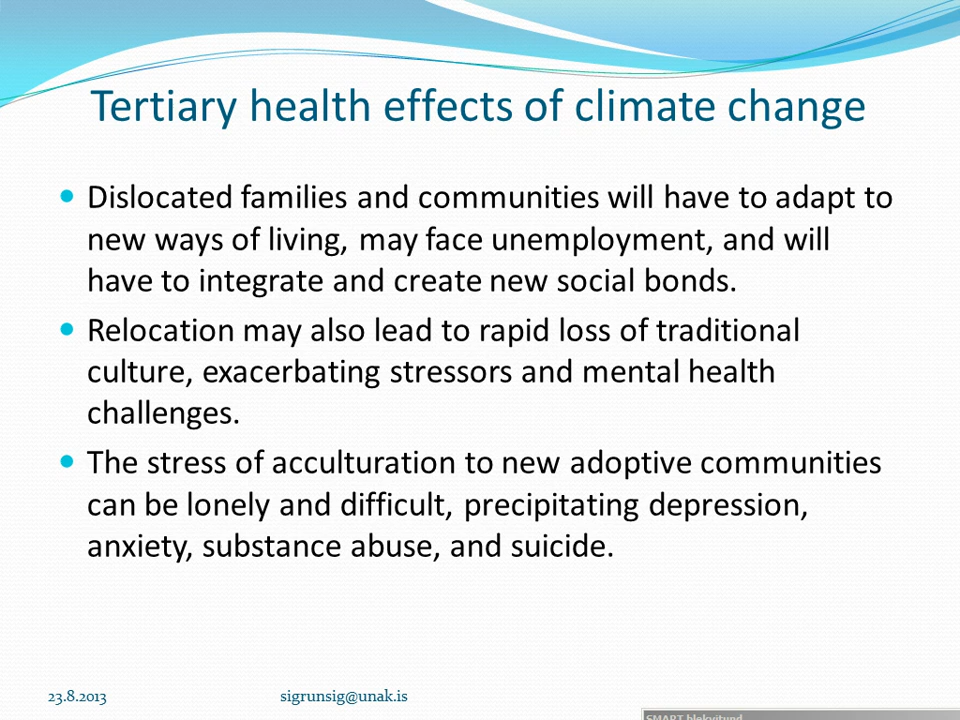 Tertiary health effects of climate change
• Dislocated families and communities will have to adapt to
new ways of living, may face unemployment, and will
have to integrate and create new social bonds.
• Relocation may also lead to rapid loss of traditional
culture, exacerbating stressors and mental health
challenges.
• The stress of acculturation to new adoptive communities
can be lonely and difficult, precipitating depression,
anxiety, substance abuse, and suicide.
23.8.2013 sigrunsig@unak.is
SMART